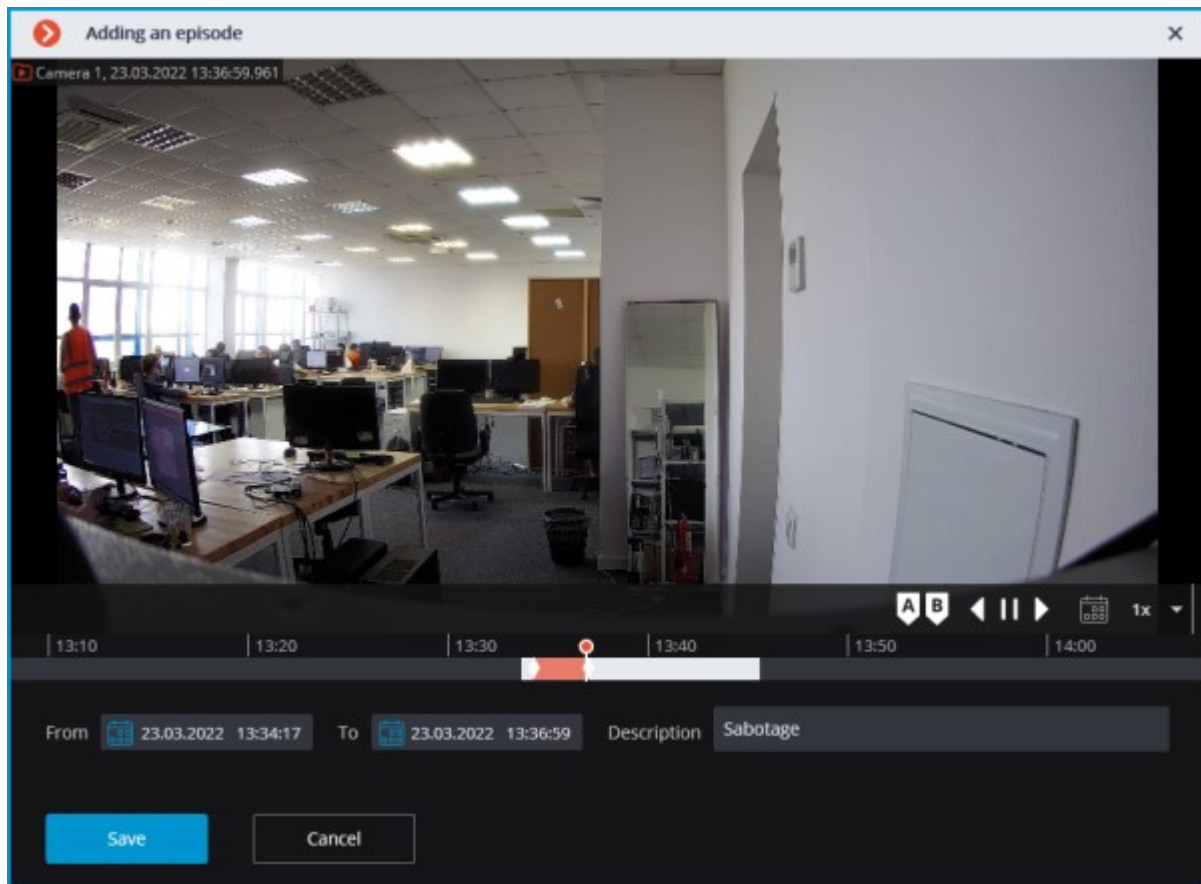 Adding an episode
Camera 1, 23.03.2022 13:36:59.961
A B 1x
13:10 13:20 13:30 13:40 13:50 14:00
From 23.03.2022 13:34:17 To 23.03.2022 13:36:59 Description Sabotage
Save Cancel